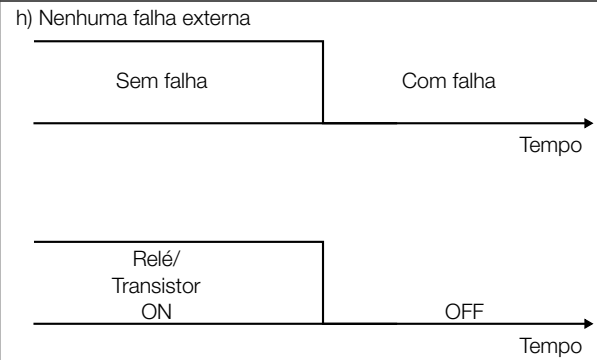 h) Nenhuma falha externa
Sem falha
Com falha
Tempo
Relé/
Transistor
ON
OFF
Tempo